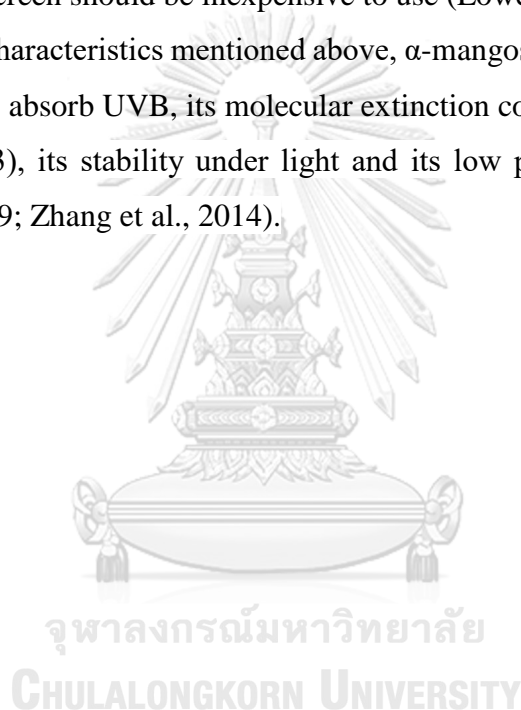 reen should be inexpensive to use (Lowe
haracteristics mentioned above, α-mangos
absorb UVB, its molecular extinction co
3), its stability under light and its low p
9; Zhang et al., 2014).
จุฬาลงกรณ์มหาวิทยาลัย
CHULALONGKORN UNIVERSITY